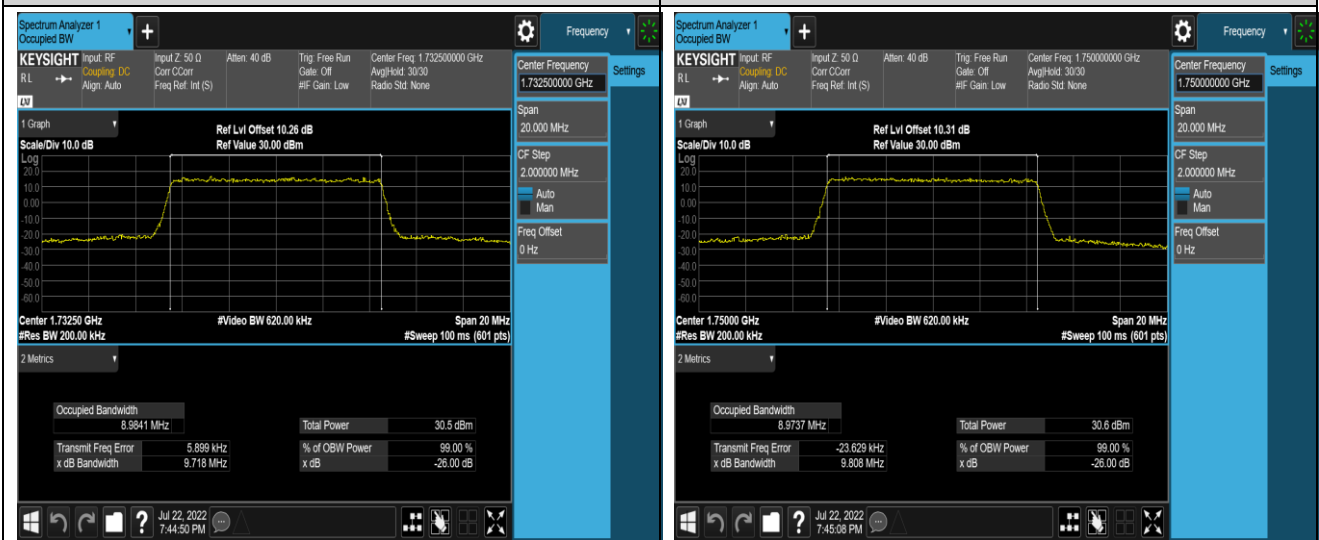 Spectrum Analyzer 1
Occupied BW
+
Frequency
KEYSIGHT
RL
LXI
Input: RF
Coupling: DC
Align: Auto
Input Z: 50 Ω
Corr CCorr
Freq Ref: Int (S)
Atten: 40 dB
Trig: Free Run
Gate: Off
#IF Gain: Low
Center Freq: 1.732500000 GHz
Avg|Hold: 30/30
Radio Std: None
Center Frequency
1.732500000 GHz
Settings
Span
20.000 MHz
CF Step
2.000000 MHz
Auto
Man
Freq Offset
0 Hz
1 Graph
Scale/Div 10.0 dB
Ref Lvl Offset 10.26 dB
Ref Value 30.00 dBm
Log
20.0
10.0
0.00
-10.0
-20.0
-30.0
-40.0
-50.0
-60.0
Center 1.73250 GHz
#Video BW 620.00 kHz
Span 20 MHz
#Res BW 200.00 kHz
#Sweep 100 ms (601 pts)
2 Metrics
Occupied Bandwidth
8.9841 MHz
Total Power 30.5 dBm
Transmit Freq Error 5.899 kHz
% of OBW Power 99.00 %
x dB Bandwidth 9.718 MHz
x dB -26.00 dB
?
Jul 22, 2022
7:44:50 PM
Spectrum Analyzer 1
Occupied BW
+
Frequency
KEYSIGHT
RL
LXI
Input: RF
Coupling: DC
Align: Auto
Input Z: 50 Ω
Corr CCorr
Freq Ref: Int (S)
Atten: 40 dB
Trig: Free Run
Gate: Off
#IF Gain: Low
Center Freq: 1.750000000 GHz
Avg|Hold: 30/30
Radio Std: None
Center Frequency
1.750000000 GHz
Settings
Span
20.000 MHz
CF Step
2.000000 MHz
Auto
Man
Freq Offset
0 Hz
1 Graph
Scale/Div 10.0 dB
Ref Lvl Offset 10.31 dB
Ref Value 30.00 dBm
Log
20.0
10.0
0.00
-10.0
-20.0
-30.0
-40.0
-50.0
-60.0
Center 1.75000 GHz
#Video BW 620.00 kHz
Span 20 MHz
#Res BW 200.00 kHz
#Sweep 100 ms (601 pts)
2 Metrics
Occupied Bandwidth
8.9737 MHz
Total Power 30.6 dBm
Transmit Freq Error -23.629 kHz
% of OBW Power 99.00 %
x dB Bandwidth 9.808 MHz
x dB -26.00 dB
?
Jul 22, 2022
7:45:08 PM